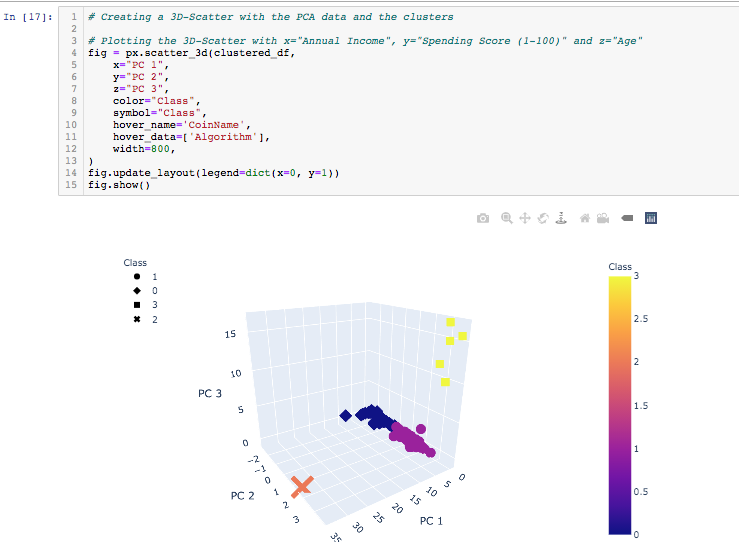 In [17]:
1 # Creating a 3D-Scatter with the PCA data and the clusters
2
3 # Plotting the 3D-Scatter with x="Annual Income", y="Spending Score (1-100)" and z="Age"
4 fig = px.scatter_3d(clustered_df,
5     x="PC 1",
6     y="PC 2",
7     z="PC 3",
8     color="Class",
9     symbol="Class",
10     hover_name='CoinName',
11     hover_data=['Algorithm'],
12     width=800,
13 )
14 fig.update_layout(legend=dict(x=0, y=1))
15 fig.show()
Class
1
0
3
2
Class
3
2.5
2
1.5
1
0.5
0
15
10
5
0
PC 3
−2
−1
0
1
2
3
PC 2
35
30
25
20
15
10
5
0
PC 1